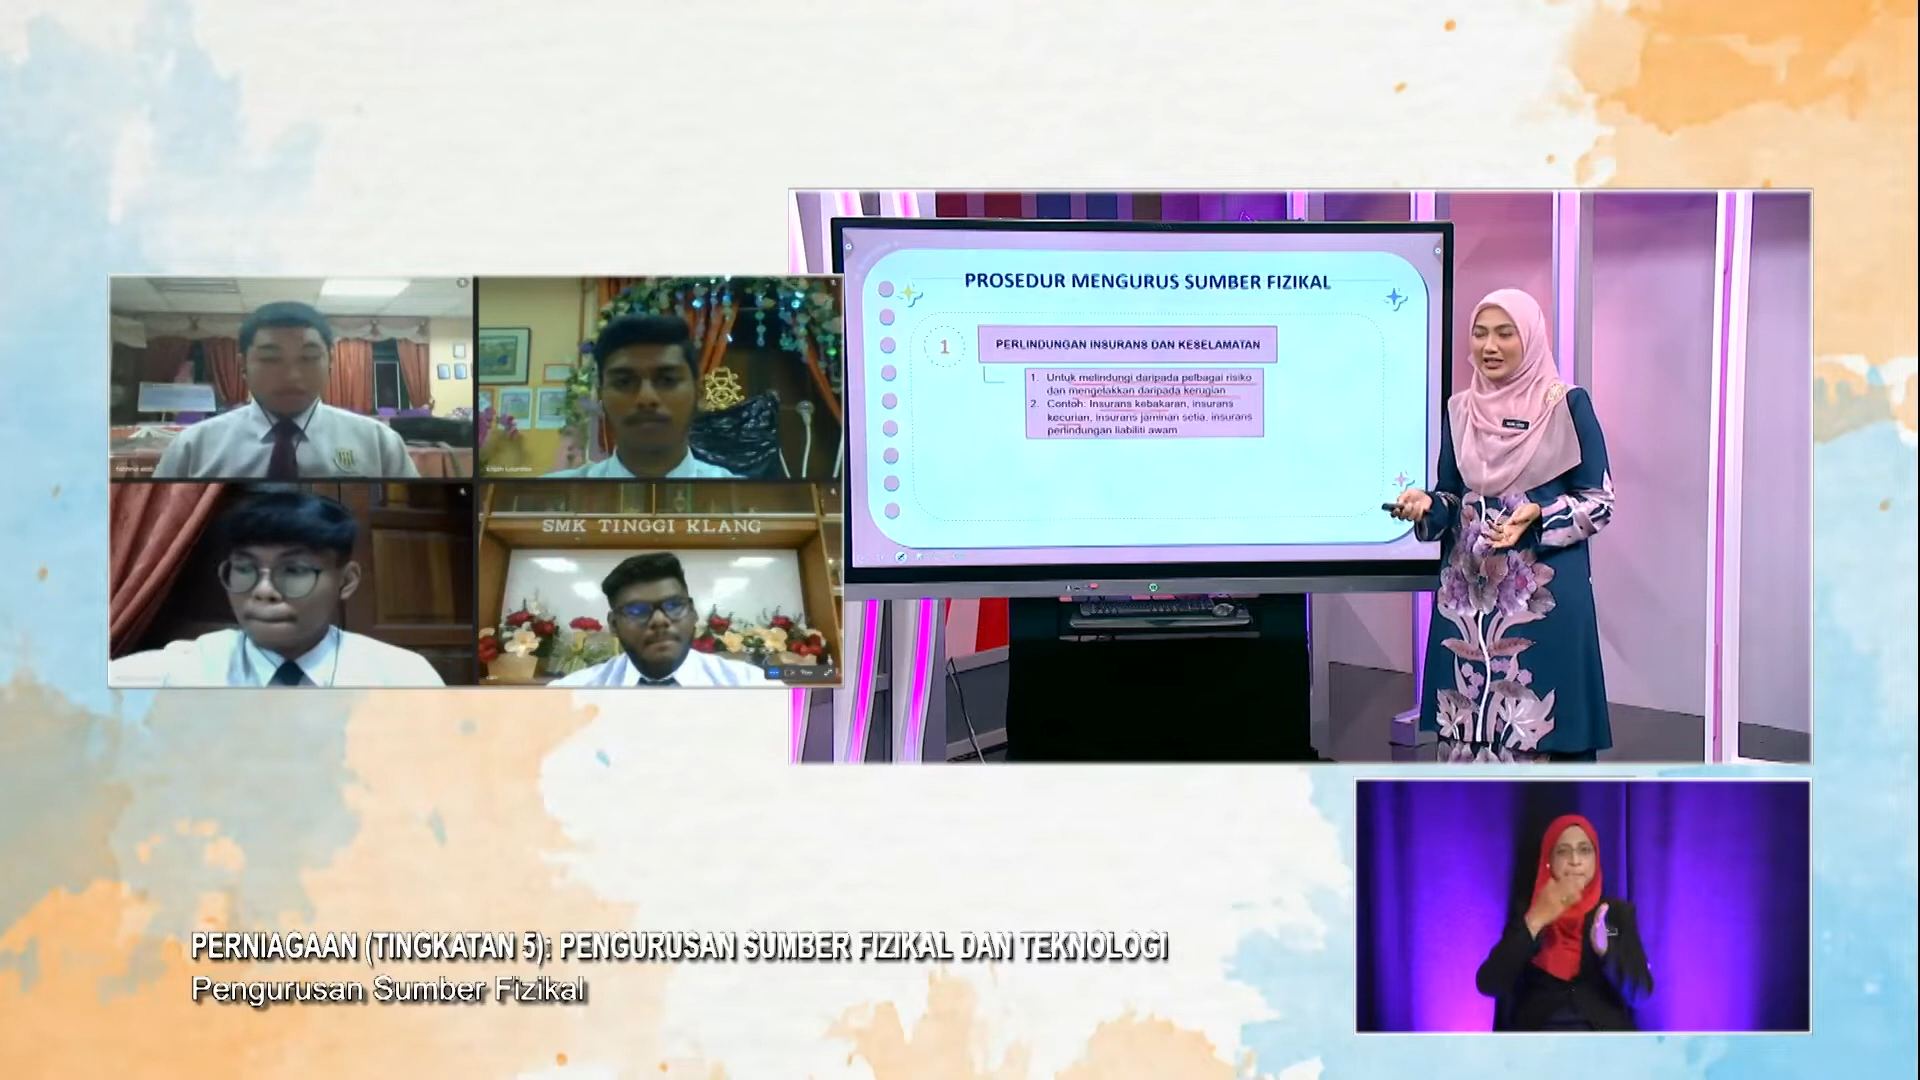 SMK TINGGI KLANG
PROSEDUR MENGURUS SUMBER FIZIKAL
1
PERLINDUNGAN INSURANS DAN KESELAMATAN
1. Untuk melindungi daripada pelbagai risiko
dan mengelakkan daripada kerugian
2. Contoh: Insurans kebakaran, insurans
kecurian, insurans jaminan setia, insurans
perlindungan liabiliti awam
PERNIAGAAN (TINGKATAN 5): PENGURUSAN SUMBER FIZIKAL DAN TEKNOLOGI
Pengurusan Sumber Fizikal